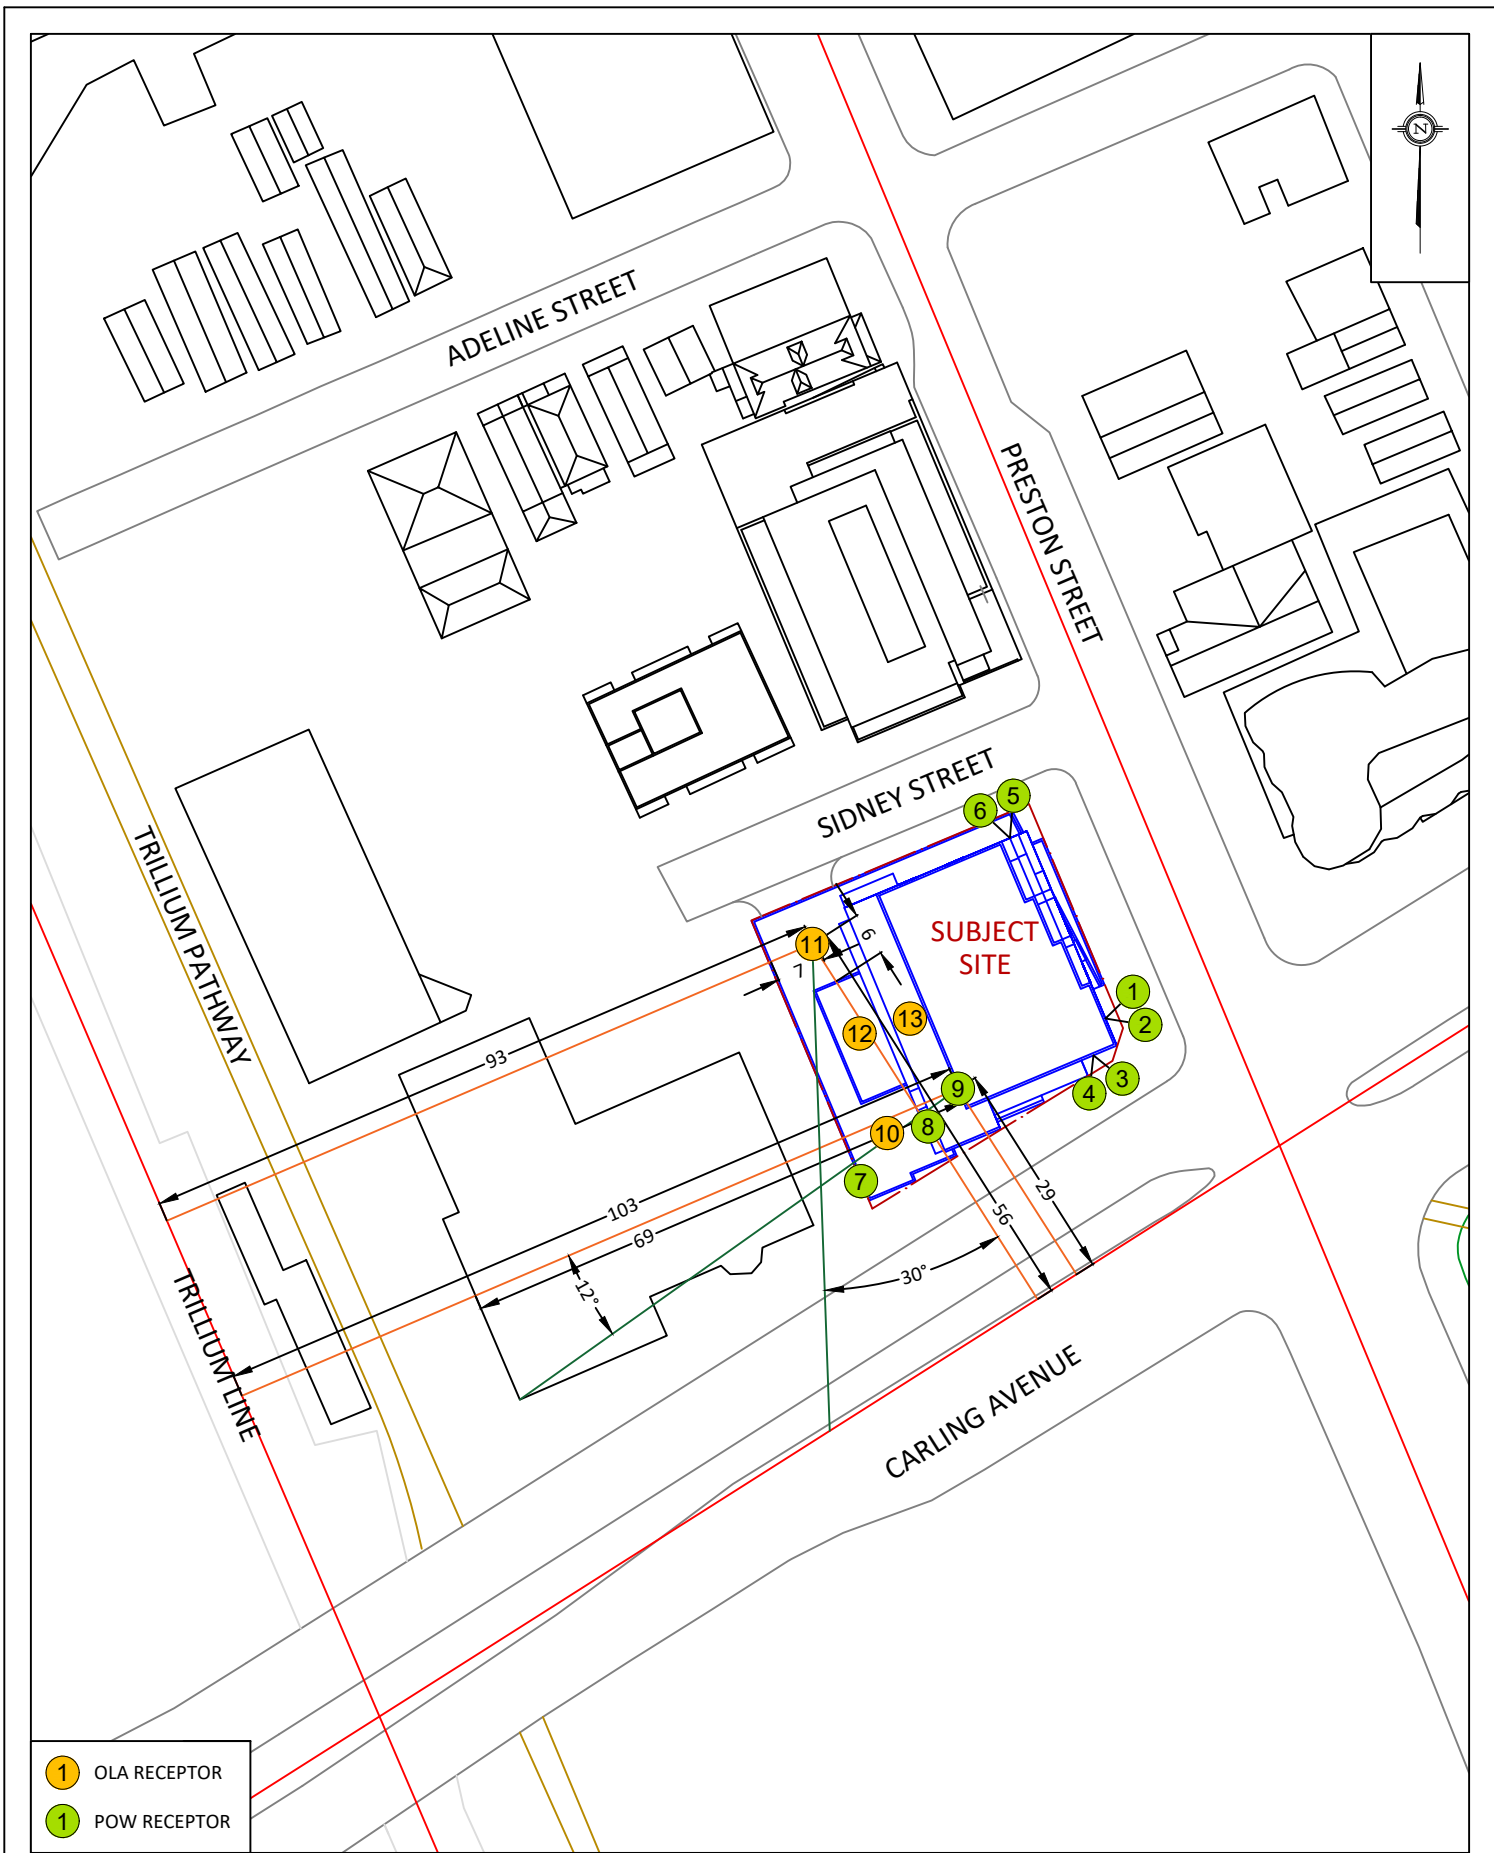 N
ADELINE STREET
PRESTON STREET
SIDNEY STREET
TRILLIUM PATHWAY
5
6
SUBJECT
SITE
11
6
7
13
12
1
2
3
4
9
8
10
7
93
103
69
12°
30°
56
29
TRILLIUM LINE
CARLING AVENUE
1 OLA RECEPTOR
1 POW RECEPTOR